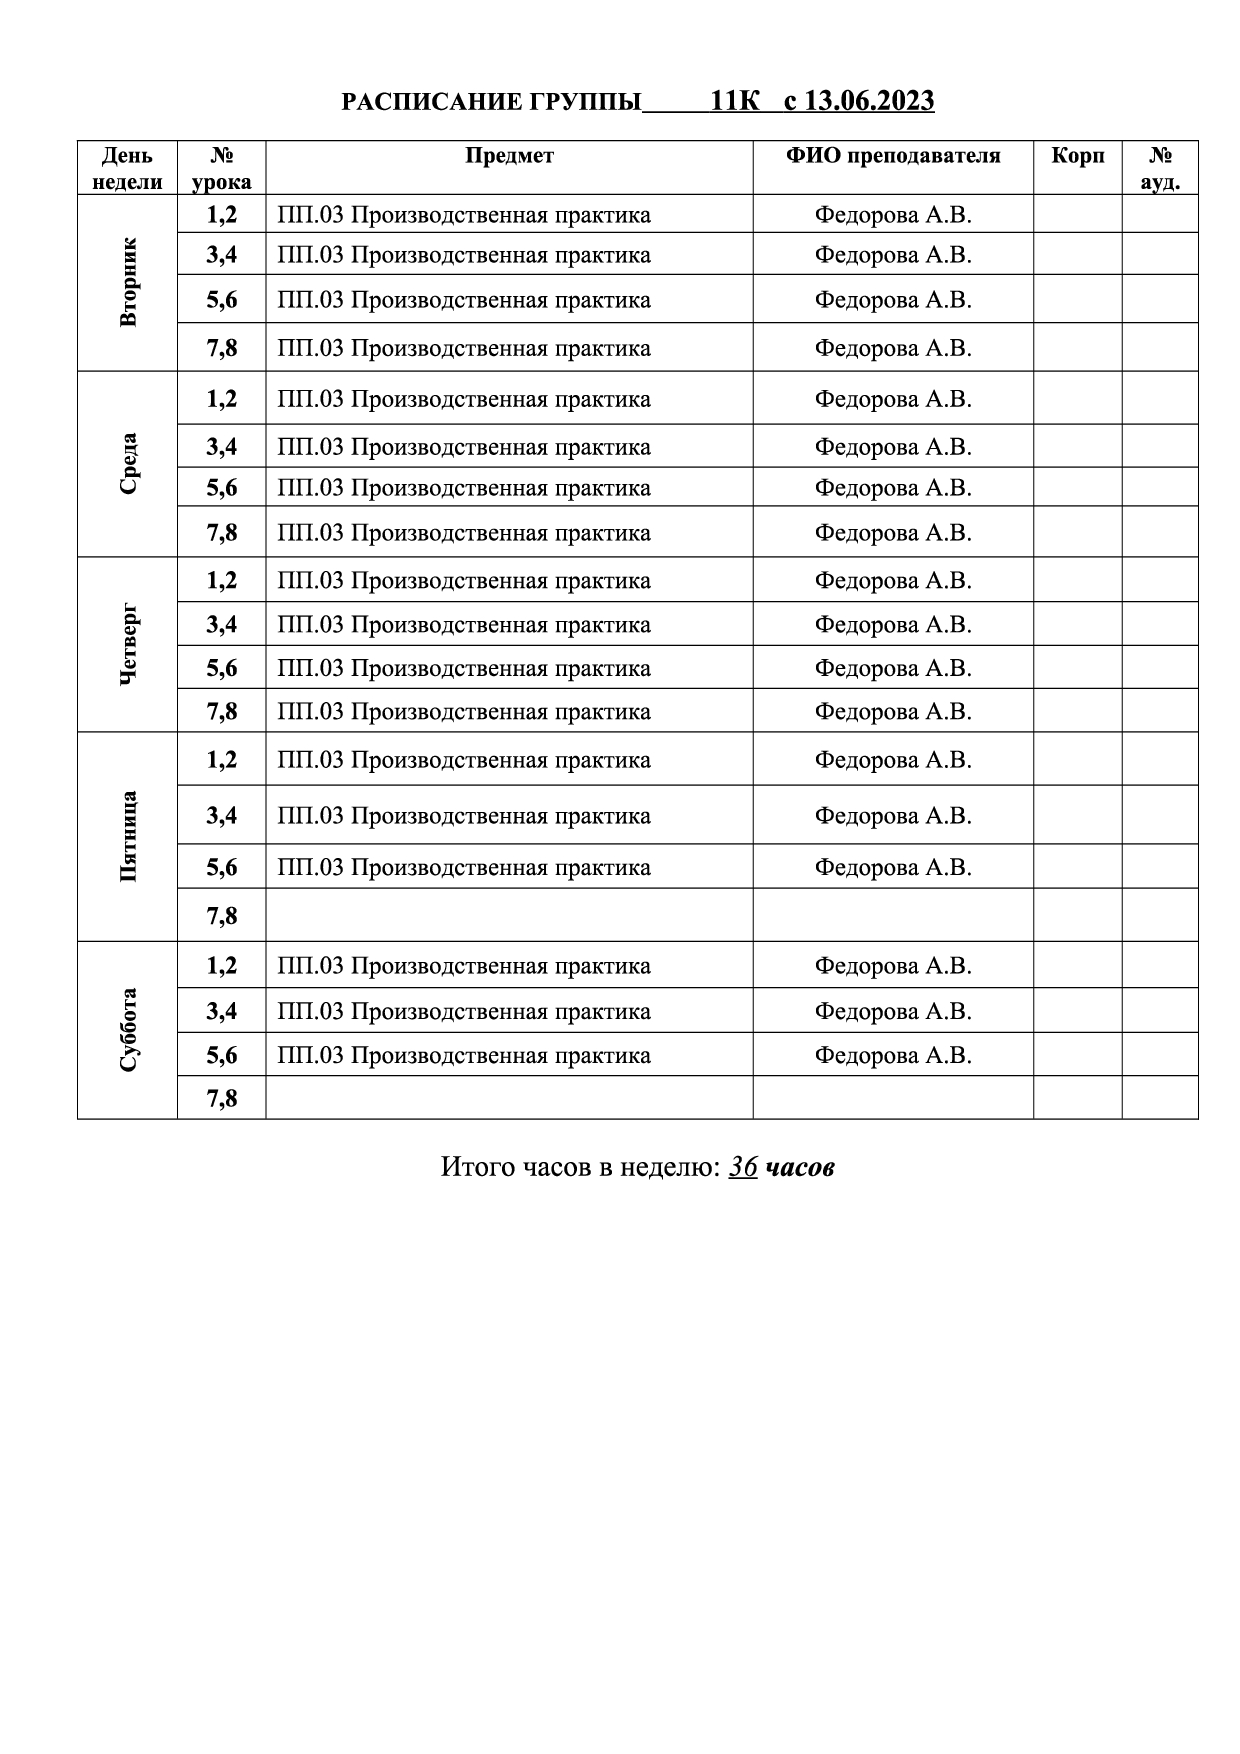 РАСПИСАНИЕ ГРУППЫ_____11К_ с 13.06.2023
День недели № урока Предмет ФИО преподавателя Корп № ауд.
Вторник
1,2 ПП.03 Производственная практика Федорова А.В.
3,4 ПП.03 Производственная практика Федорова А.В.
5,6 ПП.03 Производственная практика Федорова А.В.
7,8 ПП.03 Производственная практика Федорова А.В.
Среда
1,2 ПП.03 Производственная практика Федорова А.В.
3,4 ПП.03 Производственная практика Федорова А.В.
5,6 ПП.03 Производственная практика Федорова А.В.
7,8 ПП.03 Производственная практика Федорова А.В.
Четверг
1,2 ПП.03 Производственная практика Федорова А.В.
3,4 ПП.03 Производственная практика Федорова А.В.
5,6 ПП.03 Производственная практика Федорова А.В.
7,8 ПП.03 Производственная практика Федорова А.В.
Пятница
1,2 ПП.03 Производственная практика Федорова А.В.
3,4 ПП.03 Производственная практика Федорова А.В.
5,6 ПП.03 Производственная практика Федорова А.В.
7,8
Суббота
1,2 ПП.03 Производственная практика Федорова А.В.
3,4 ПП.03 Производственная практика Федорова А.В.
5,6 ПП.03 Производственная практика Федорова А.В.
7,8
Итого часов в неделю: 36 часов